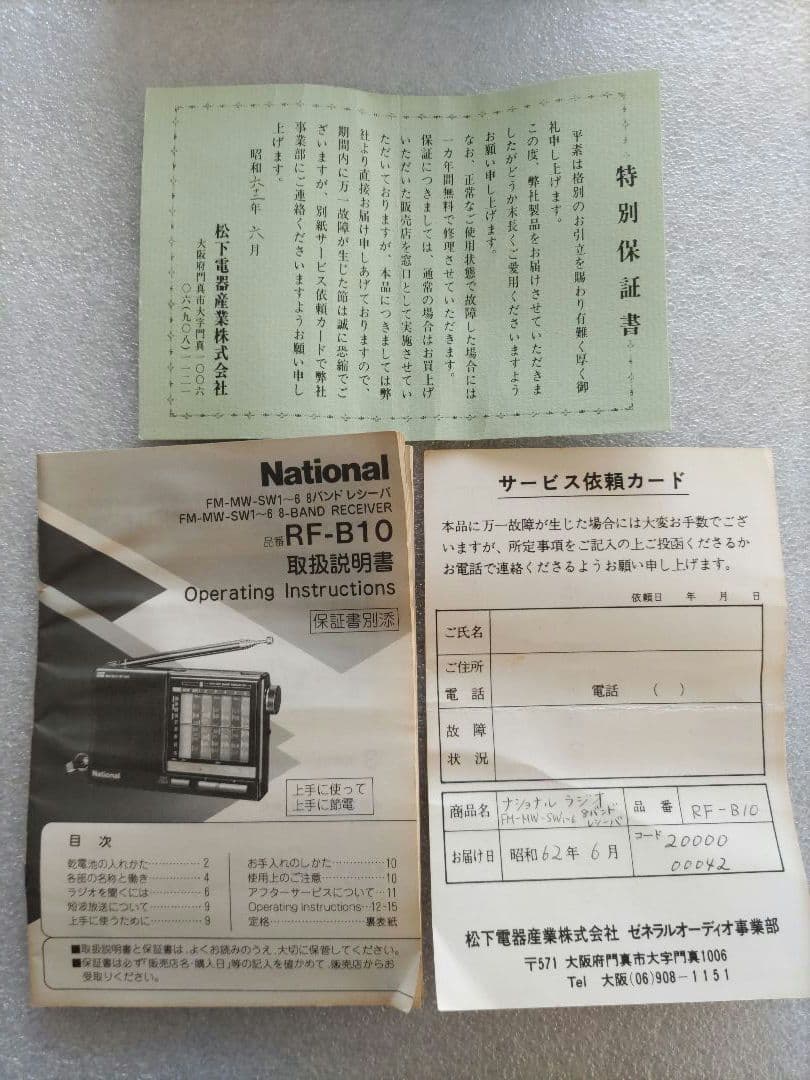 特別保証書
平素は格別のお引立を賜わり有難く厚く御
礼申し上げます。
この度、弊社製品をお届けさせていただきま
したがどうか末長くご愛用くださいますよう
お願い申し上げます。
なお、正常なご使用状態で故障した場合には
一カ年間無料で修理させていただきます。
保証につきましては、通常の場合はお買上げ
いただいた販売店を窓口として実施させてい
ただいておりますが、本品につきましては弊
社より直接お届け申しあげておりますので、
期間内に万一故障が生じた節は誠に恐縮でご
ざいますが、別紙サービス依頼カードで弊社
事業部にご連絡くださいますようお願い申し
上げます。
昭和六十二年 六月
松下電器産業株式会社
大阪府門真市大字門真一〇〇六
〇六(九〇八)一一二一
National
FM-MW-SW1~6 8バンド レシーバ
FM-MW-SW1~6 8-BAND RECEIVER
品番 RF-B10
取扱説明書
Operating Instructions
保証書別添
National
上手に使って
上手に節電
目 次
乾電池の入れかた……………2
各部の名称と働き……………4
ラジオを聞くには……………6
短波放送について……………9
上手に使うために……………9
お手入れのしかた……………10
使用上のご注意……………10
アフターサービスについて…11
Operating Instructions…12-15
定格……………裏表紙
■取扱説明書と保証書は、よくお読みのうえ、大切に保管してください。
■保証書は必ず「販売店名・購入日」等の記入を確かめて、販売店からお
受取りください。
サービス依頼カード
本品に万一故障が生じた場合には大変お手数でござ
いますが、所定事項をご記入の上ご投函くださるか
お電話で連絡くださるようお願い申し上げます。
依頼日 年 月 日
ご氏名
ご住所
電話 電話 ( )
故障
状況
商品名 ナショナル ラジオ
FM-MW-SW1~6 8バンド
レシーバ
品番 RF-B10
お届け日 昭和62年6月
コード 20000
00042
松下電器産業株式会社 ゼネラルオーディオ事業部
〒571 大阪府門真市大字門真1006
Tel 大阪(06)908-1151